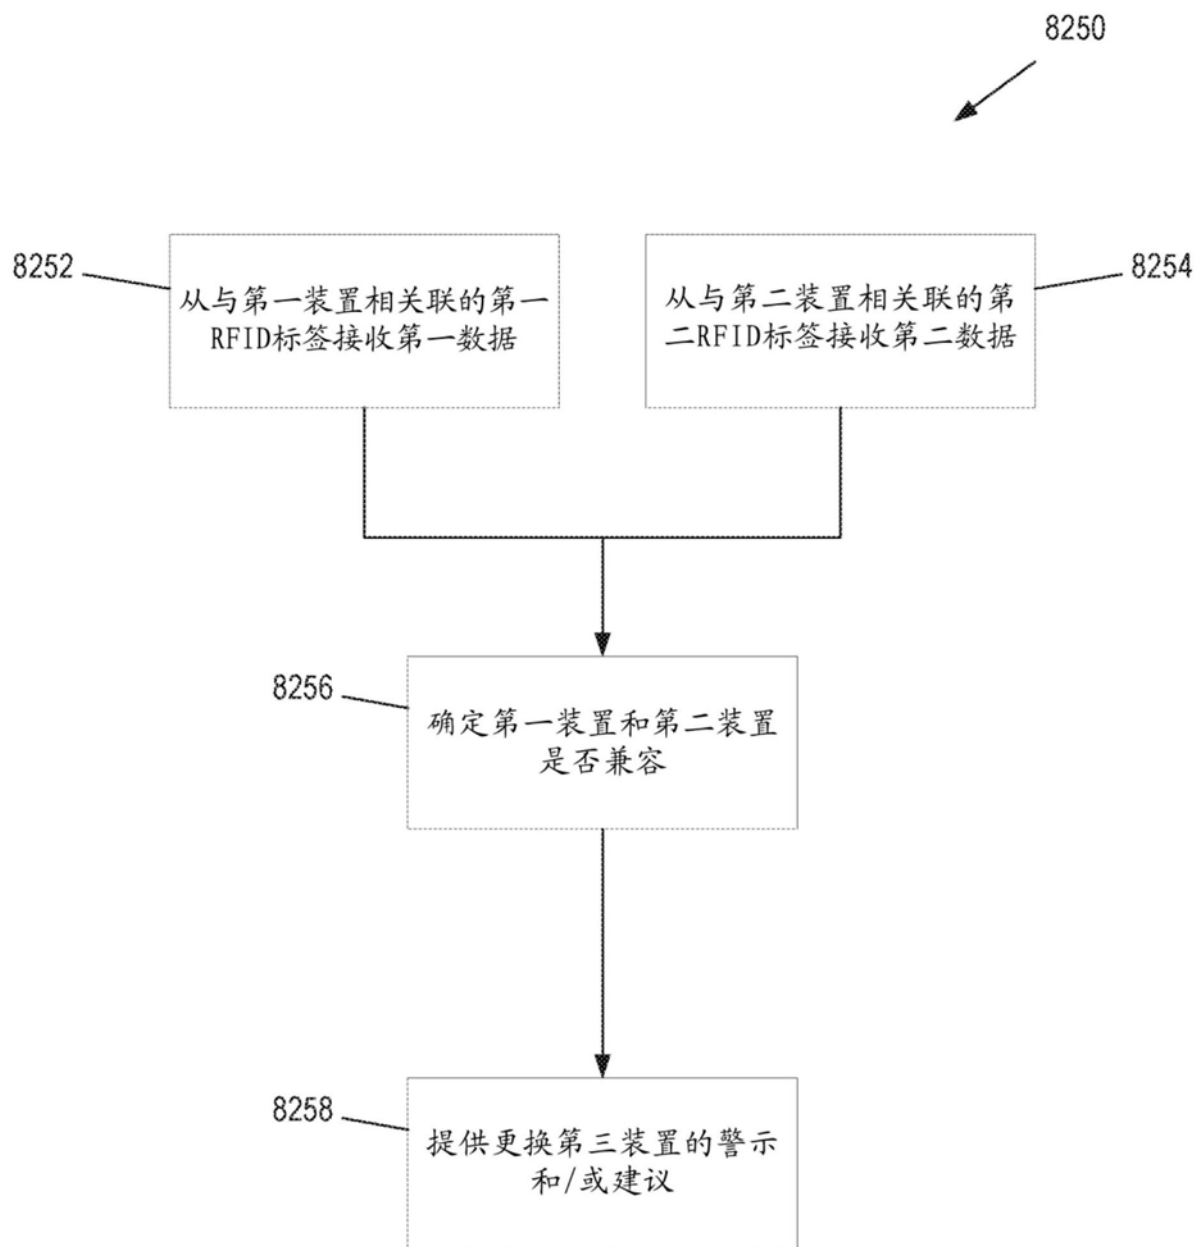 8250
8252
从与第一装置相关联的第一
RFID标签接收第一数据
8254
从与第二装置相关联的第
二RFID标签接收第二数据
8256
确定第一装置和第二装置
是否兼容
8258
提供更换第三装置的警示
和/或建议